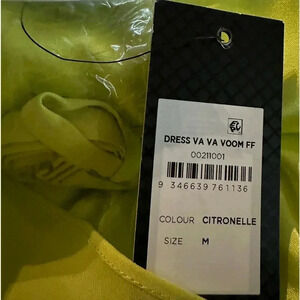 DRESS VA VA VOOM FF
00211001
9 346639 761136
COLOUR CITRONELLE
SIZE M